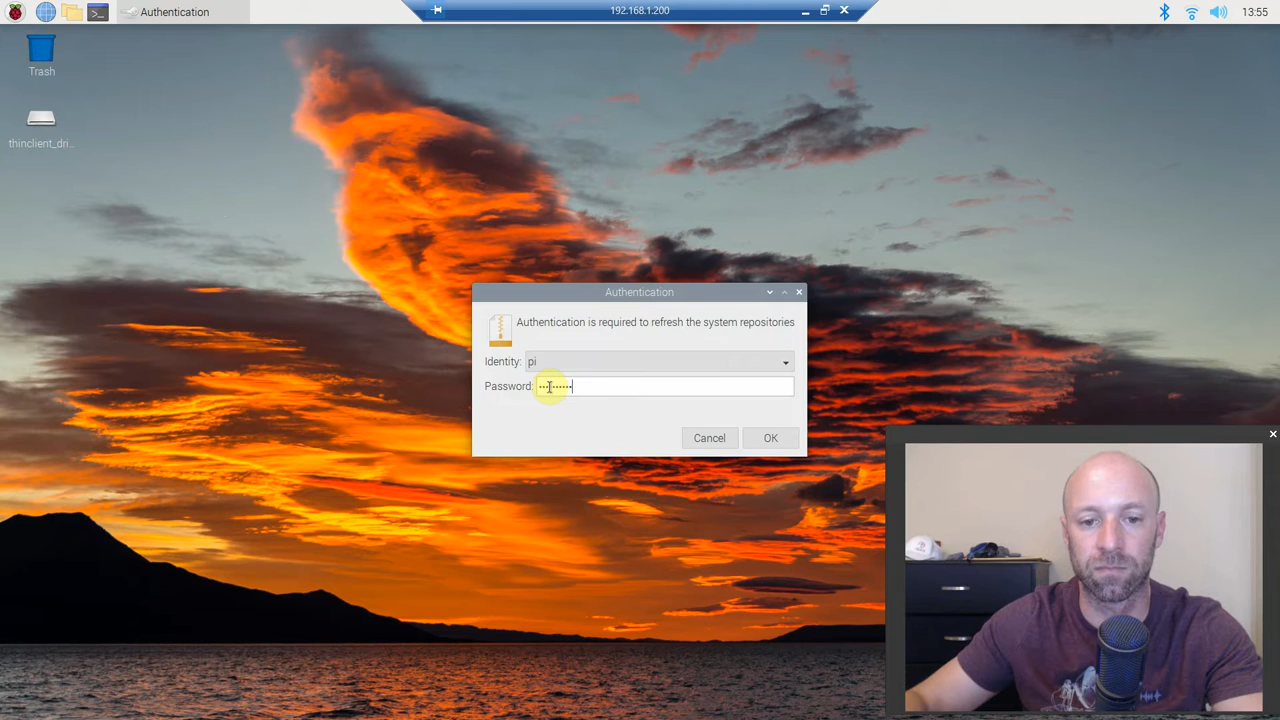 Authentication
192.168.1.200
13:55
Trash
thinclient_dri...
Authentication
Authentication is required to refresh the system repositories
Identity: pi
Password:
Cancel
OK